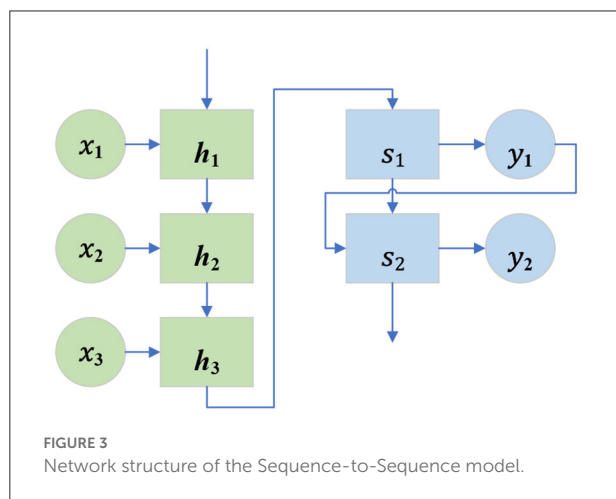 x₁ h₁ s₁ y₁
x₂ h₂ s₂ y₂
x₃ h₃
FIGURE 3
Network structure of the Sequence-to-Sequence model.